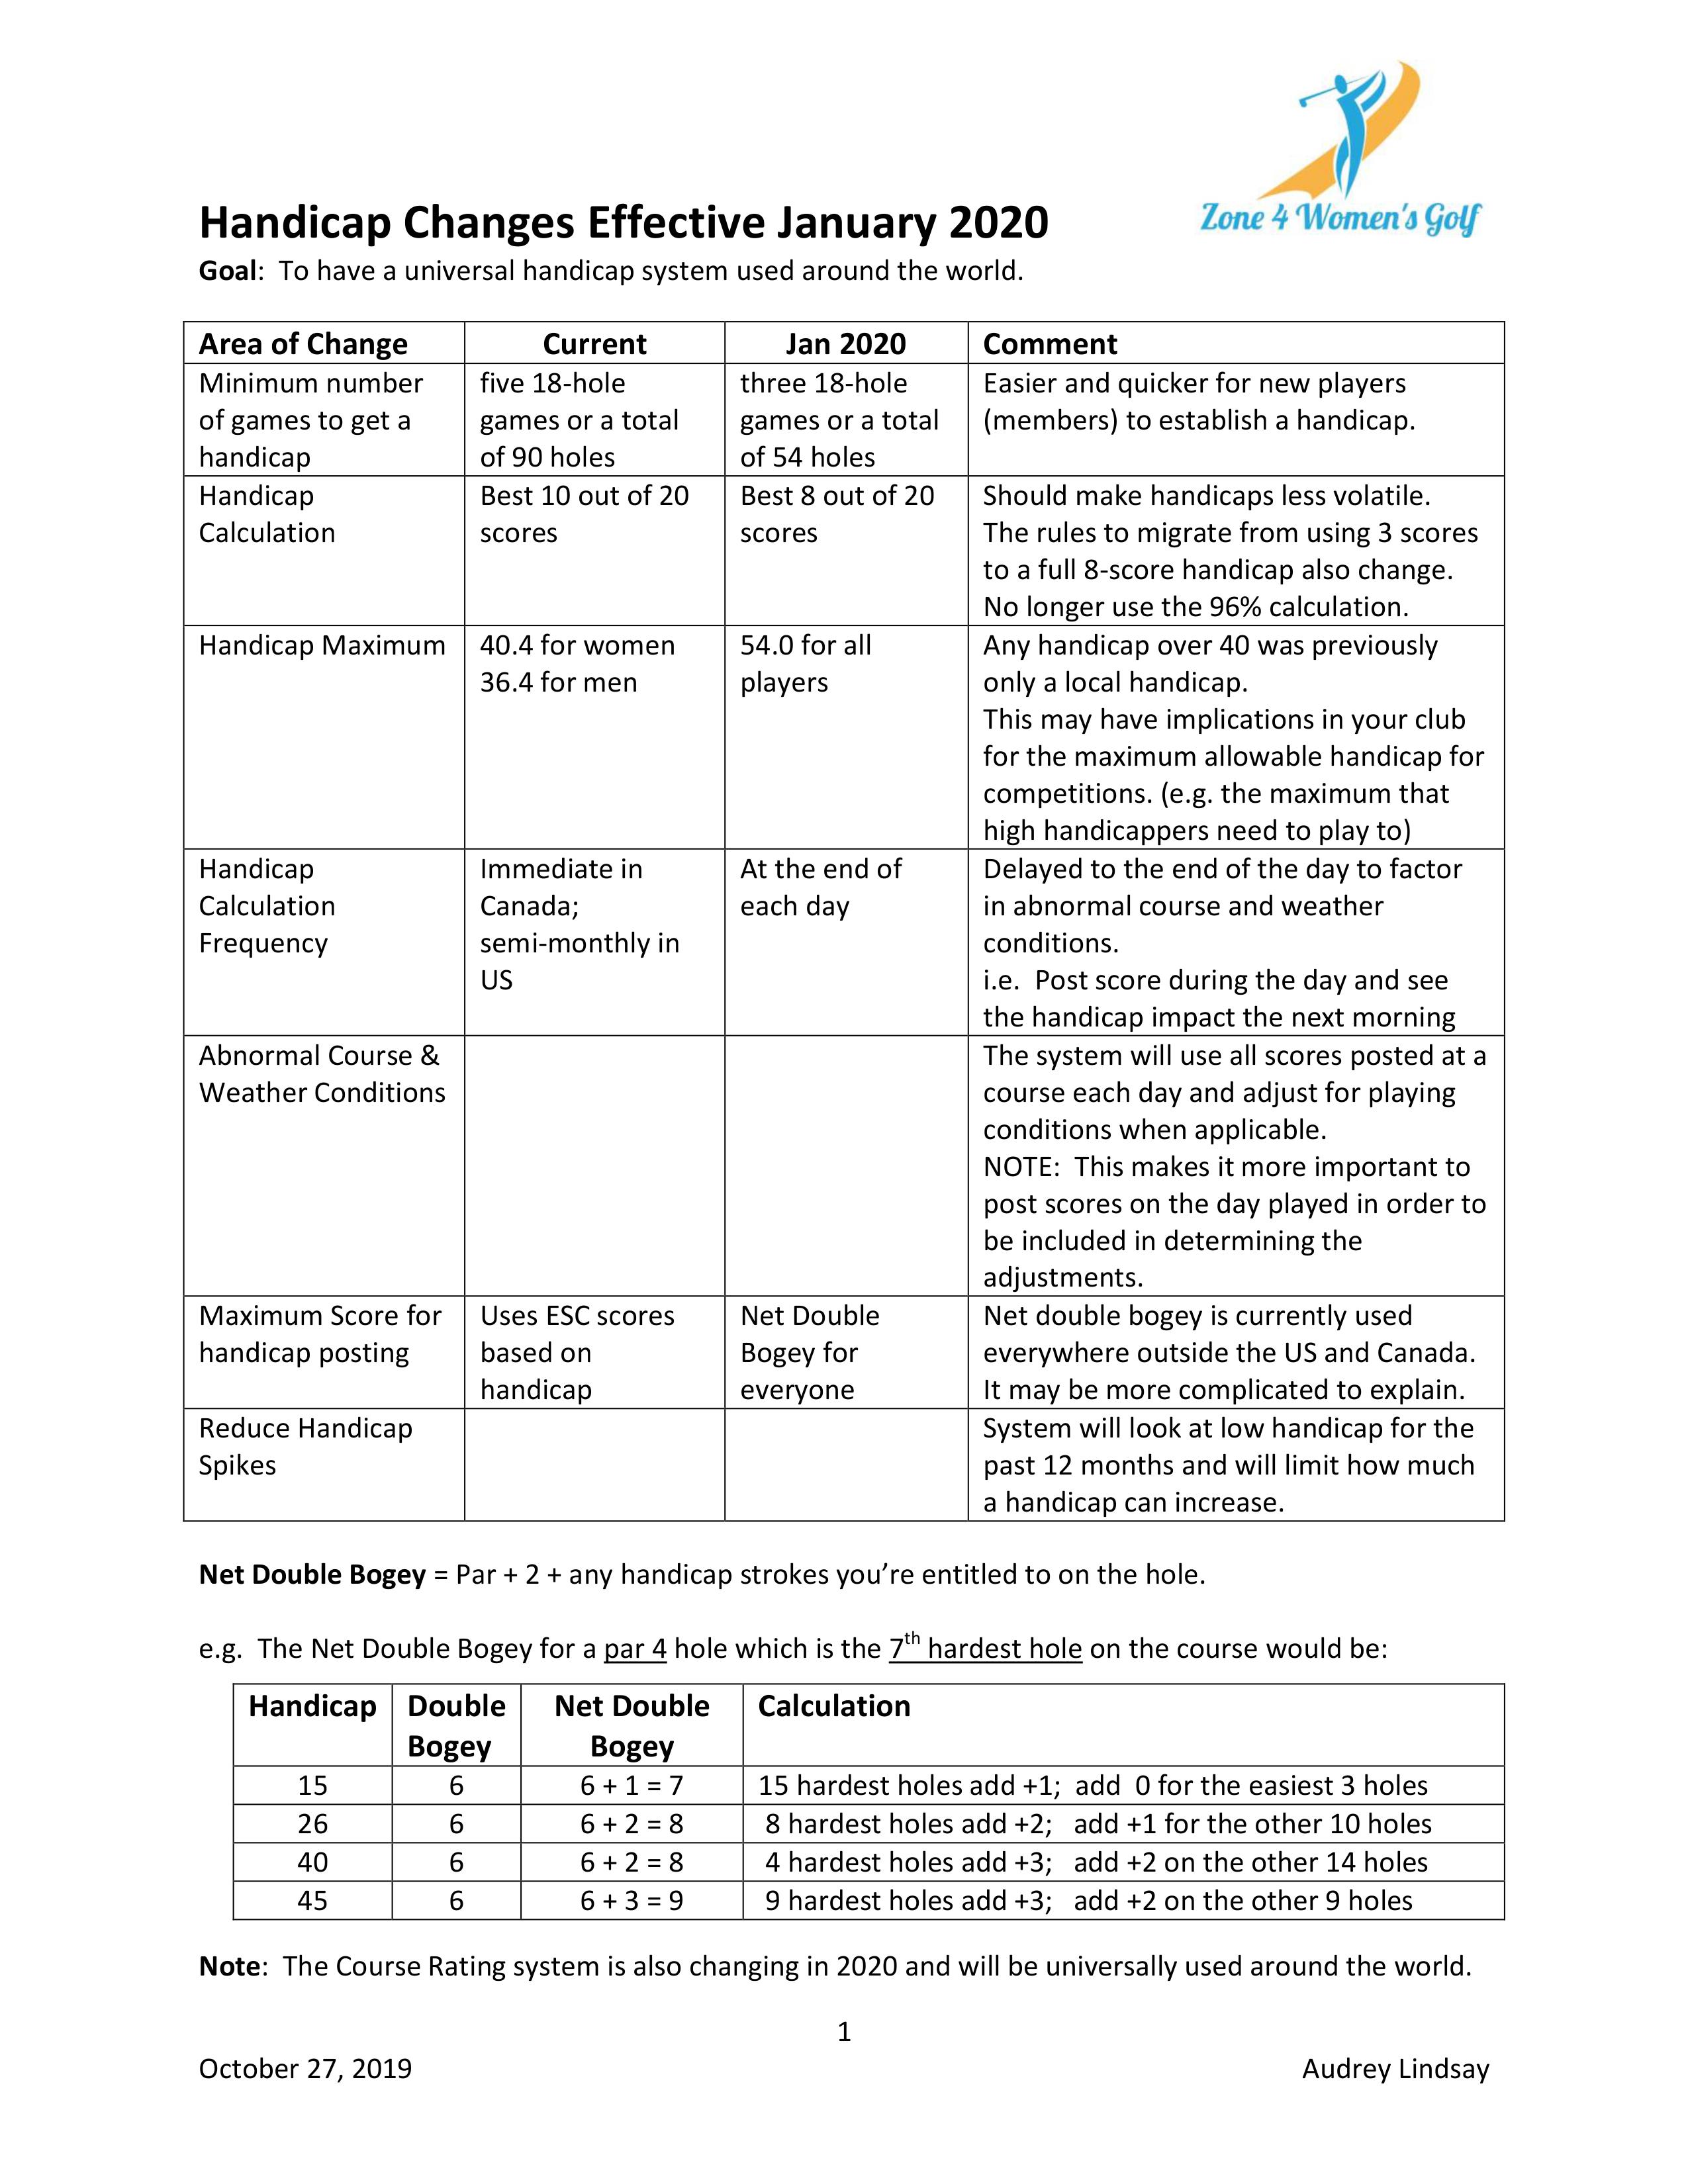 Zone 4 Women's Golf
Handicap Changes Effective January 2020
Goal:  To have a universal handicap system used around the world.
Area of Change
Current
Jan 2020
Comment
Minimum number
of games to get a
handicap
five 18-hole
games or a total
of 90 holes
three 18-hole
games or a total
of 54 holes
Easier and quicker for new players
(members) to establish a handicap.
Handicap
Calculation
Best 10 out of 20
scores
Best 8 out of 20
scores
Should make handicaps less volatile.
The rules to migrate from using 3 scores
to a full 8-score handicap also change.
No longer use the 96% calculation.
Handicap Maximum
40.4 for women
36.4 for men
54.0 for all
players
Any handicap over 40 was previously
only a local handicap.
This may have implications in your club
for the maximum allowable handicap for
competitions. (e.g. the maximum that
high handicappers need to play to)
Handicap
Calculation
Frequency
Immediate in
Canada;
semi-monthly in
US
At the end of
each day
Delayed to the end of the day to factor
in abnormal course and weather
conditions.
i.e.  Post score during the day and see
the handicap impact the next morning
Abnormal Course &
Weather Conditions
The system will use all scores posted at a
course each day and adjust for playing
conditions when applicable.
NOTE:  This makes it more important to
post scores on the day played in order to
be included in determining the
adjustments.
Maximum Score for
handicap posting
Uses ESC scores
based on
handicap
Net Double
Bogey for
everyone
Net double bogey is currently used
everywhere outside the US and Canada.
It may be more complicated to explain.
Reduce Handicap
Spikes
System will look at low handicap for the
past 12 months and will limit how much
a handicap can increase.
Net Double Bogey = Par + 2 + any handicap strokes you’re entitled to on the hole.
e.g.  The Net Double Bogey for a par 4 hole which is the 7th hardest hole on the course would be:
Handicap
Double
Bogey
Net Double
Bogey
Calculation
15
6
6 + 1 = 7
15 hardest holes add +1;  add  0 for the easiest 3 holes
26
6
6 + 2 = 8
8 hardest holes add +2;   add +1 for the other 10 holes
40
6
6 + 2 = 8
4 hardest holes add +3;   add +2 on the other 14 holes
45
6
6 + 3 = 9
9 hardest holes add +3;   add +2 on the other 9 holes
Note:  The Course Rating system is also changing in 2020 and will be universally used around the world.
1
October 27, 2019
Audrey Lindsay